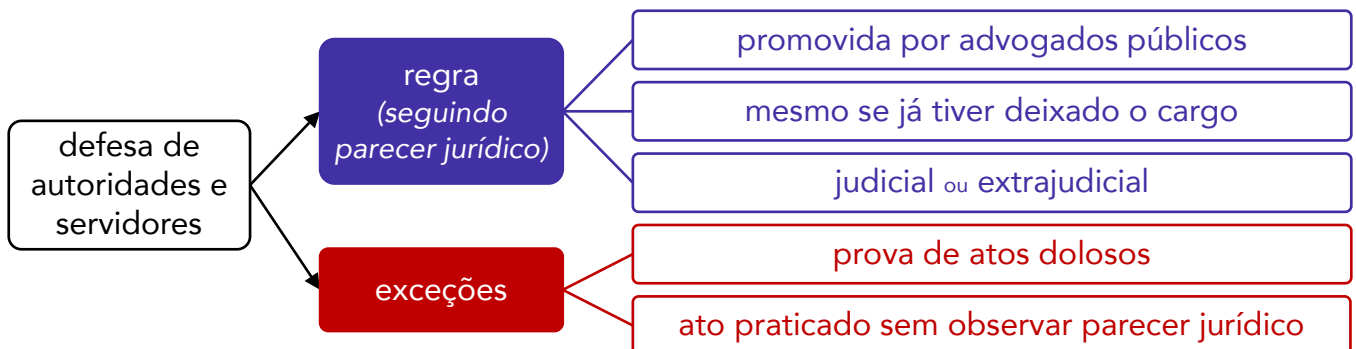 defesa de
autoridades e
servidores
regra
(seguindo
parecer jurídico)
promovida por advogados públicos
mesmo se já tiver deixado o cargo
judicial ou extrajudicial
exceções
prova de atos dolosos
ato praticado sem observar parecer jurídico